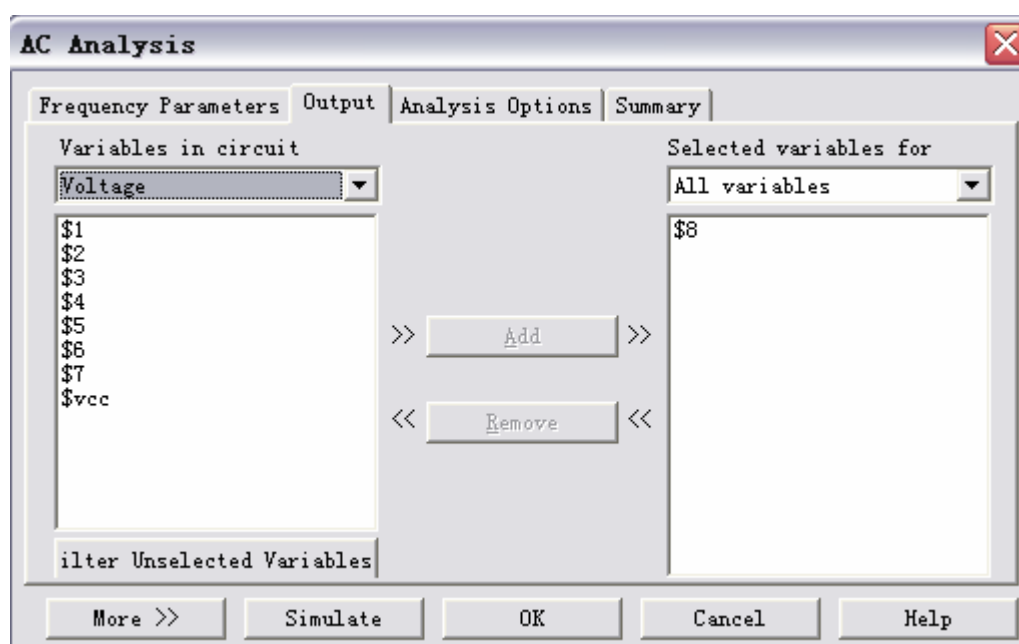 AC Analysis
Frequency Parameters Output Analysis Options Summary
Variables in circuit
Voltage
$1
$2
$3
$4
$5
$6
$7
$vcc
ilter Unselected Variables
>> Add >>
<< Remove <<
Selected variables for
All variables
$8
More >> Simulate OK Cancel Help